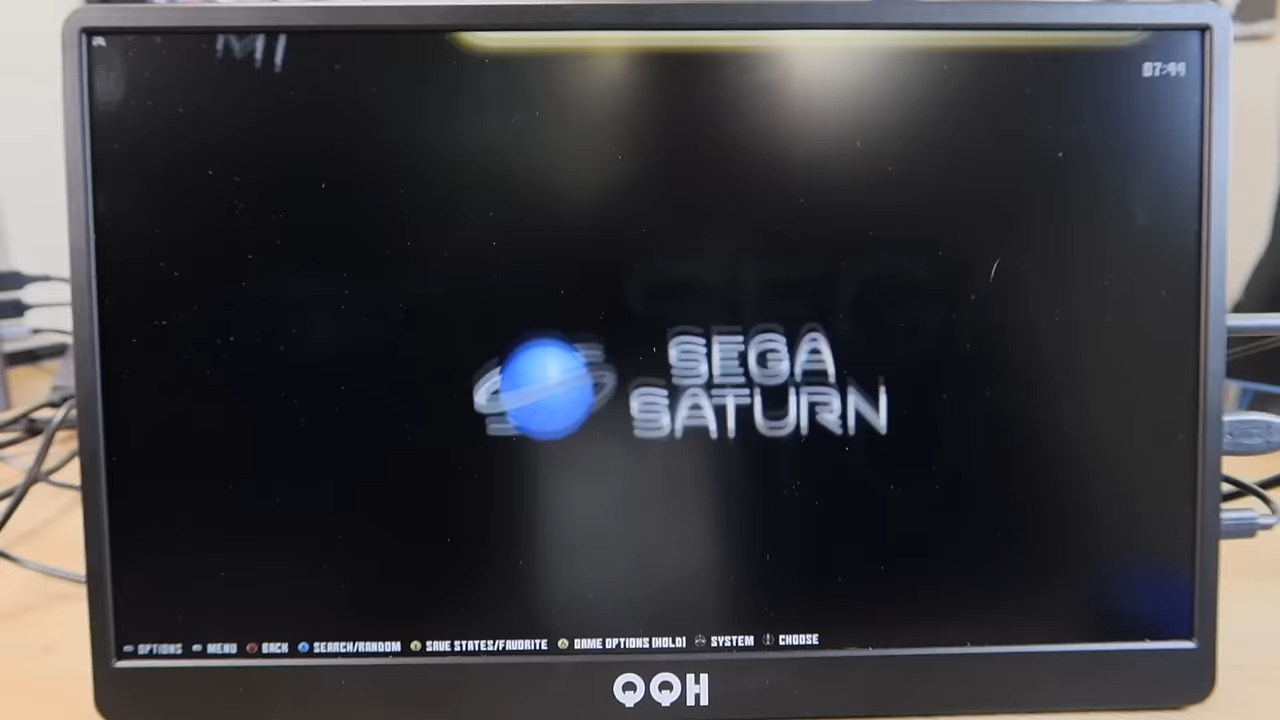 07:44
SEGA
SATURN
OPTIONS MENU BACK SEARCH/RANDOM SAVE STATES/FAVORITE GAME OPTIONS [HOLD] SYSTEM CHOOSE
QQH